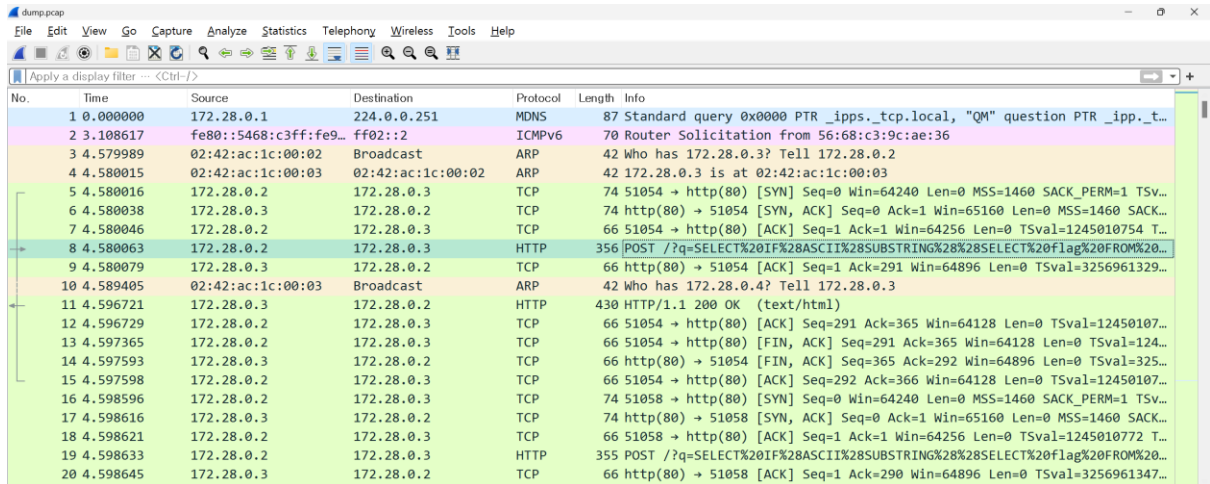 dump.pcap
File Edit View Go Capture Analyze Statistics Telephony Wireless Tools Help
Apply a display filter ... <Ctrl-/>
No. Time Source Destination Protocol Length Info
1 0.000000 172.28.0.1 224.0.0.251 MDNS 87 Standard query 0x0000 PTR _ipps._tcp.local, "QM" question PTR _ipp._t…
2 3.108617 fe80::5468:c3ff:fe9… ff02::2 ICMPv6 70 Router Solicitation from 56:68:c3:9c:ae:36
3 4.579989 02:42:ac:1c:00:02 Broadcast ARP 42 Who has 172.28.0.3? Tell 172.28.0.2
4 4.580015 02:42:ac:1c:00:03 02:42:ac:1c:00:02 ARP 42 172.28.0.3 is at 02:42:ac:1c:00:03
5 4.580016 172.28.0.2 172.28.0.3 TCP 74 51054 → http(80) [SYN] Seq=0 Win=64240 Len=0 MSS=1460 SACK_PERM=1 TSv…
6 4.580038 172.28.0.3 172.28.0.2 TCP 74 http(80) → 51054 [SYN, ACK] Seq=0 Ack=1 Win=65160 Len=0 MSS=1460 SACK…
7 4.580046 172.28.0.2 172.28.0.3 TCP 66 51054 → http(80) [ACK] Seq=1 Ack=1 Win=64256 Len=0 TSval=1245010754 T…
8 4.580063 172.28.0.2 172.28.0.3 HTTP 356 POST /?q=SELECT%20IF%28ASCII%28SUBSTRING%28%28SELECT%20flag%20FROM%20…
9 4.580079 172.28.0.3 172.28.0.2 TCP 66 http(80) → 51054 [ACK] Seq=1 Ack=291 Win=64896 Len=0 TSval=3256961329…
10 4.589405 02:42:ac:1c:00:03 Broadcast ARP 42 Who has 172.28.0.4? Tell 172.28.0.3
11 4.596721 172.28.0.3 172.28.0.2 HTTP 430 HTTP/1.1 200 OK (text/html)
12 4.596729 172.28.0.2 172.28.0.3 TCP 66 51054 → http(80) [ACK] Seq=291 Ack=365 Win=64128 Len=0 TSval=12450107…
13 4.597365 172.28.0.2 172.28.0.3 TCP 66 51054 → http(80) [FIN, ACK] Seq=291 Ack=365 Win=64128 Len=0 TSval=124…
14 4.597593 172.28.0.3 172.28.0.2 TCP 66 http(80) → 51054 [FIN, ACK] Seq=365 Ack=292 Win=64896 Len=0 TSval=325…
15 4.597598 172.28.0.2 172.28.0.3 TCP 66 51054 → http(80) [ACK] Seq=292 Ack=366 Win=64128 Len=0 TSval=12450107…
16 4.598596 172.28.0.2 172.28.0.3 TCP 74 51058 → http(80) [SYN] Seq=0 Win=64240 Len=0 MSS=1460 SACK_PERM=1 TSv…
17 4.598616 172.28.0.3 172.28.0.2 TCP 74 http(80) → 51058 [SYN, ACK] Seq=0 Ack=1 Win=65160 Len=0 MSS=1460 SACK…
18 4.598621 172.28.0.2 172.28.0.3 TCP 66 51058 → http(80) [ACK] Seq=1 Ack=1 Win=64256 Len=0 TSval=1245010772 T…
19 4.598633 172.28.0.2 172.28.0.3 HTTP 355 POST /?q=SELECT%20IF%28ASCII%28SUBSTRING%28%28SELECT%20flag%20FROM%20…
20 4.598645 172.28.0.3 172.28.0.2 TCP 66 http(80) → 51058 [ACK] Seq=1 Ack=290 Win=64896 Len=0 TSval=3256961347…